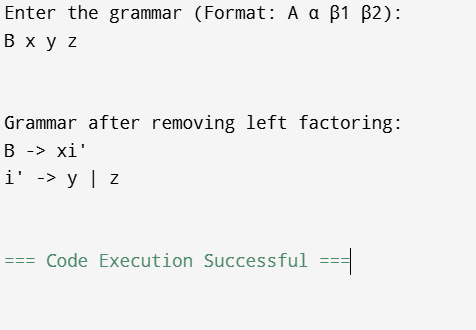 Enter the grammar (Format: A α β1 β2):
B x y z
Grammar after removing left factoring:
B -> xi'
i' -> y | z
=== Code Execution Successful ===